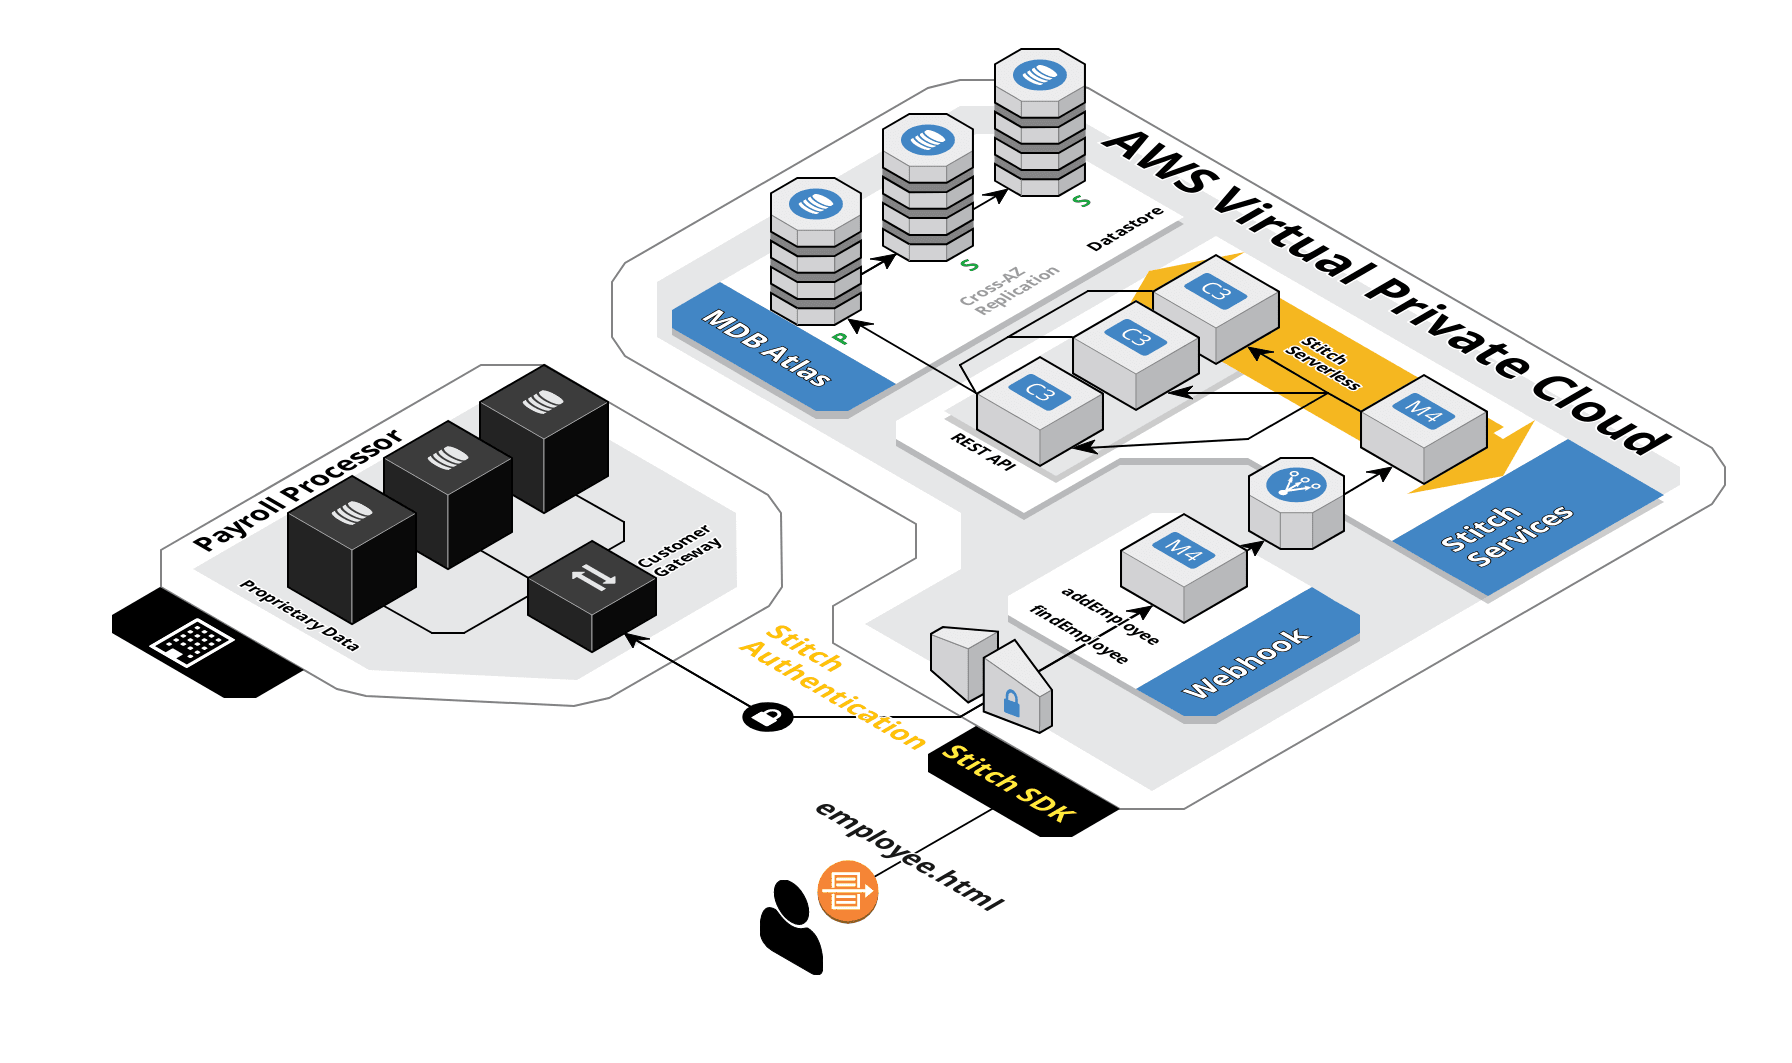 AWS Virtual Private Cloud
S
Datastore
S
Cross-AZ
Replication
P
MDB Atlas
C3
C3
C3
Stitch
Serverless
M4
REST API
Stitch
Services
M4
addEmployee
findEmployee
Webhook
Payroll Processor
Customer
Gateway
Proprietary Data
Stitch
Authentication
Stitch SDK
employee.html